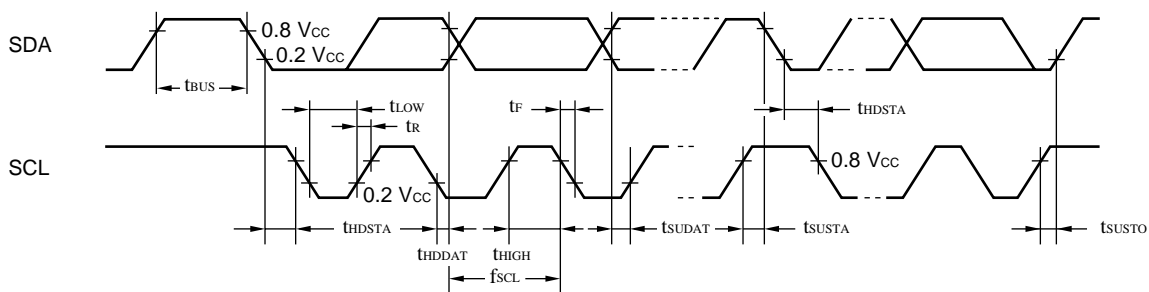 SDA
0.8 VCC
0.2 VCC
tBUS
tLOW
tR
tF
tHDSTA
SCL
0.2 VCC
0.8 VCC
tHDSTA
tHDDAT
tHIGH
tSUDAT
tSUSTA
tSUSTO
fSCL